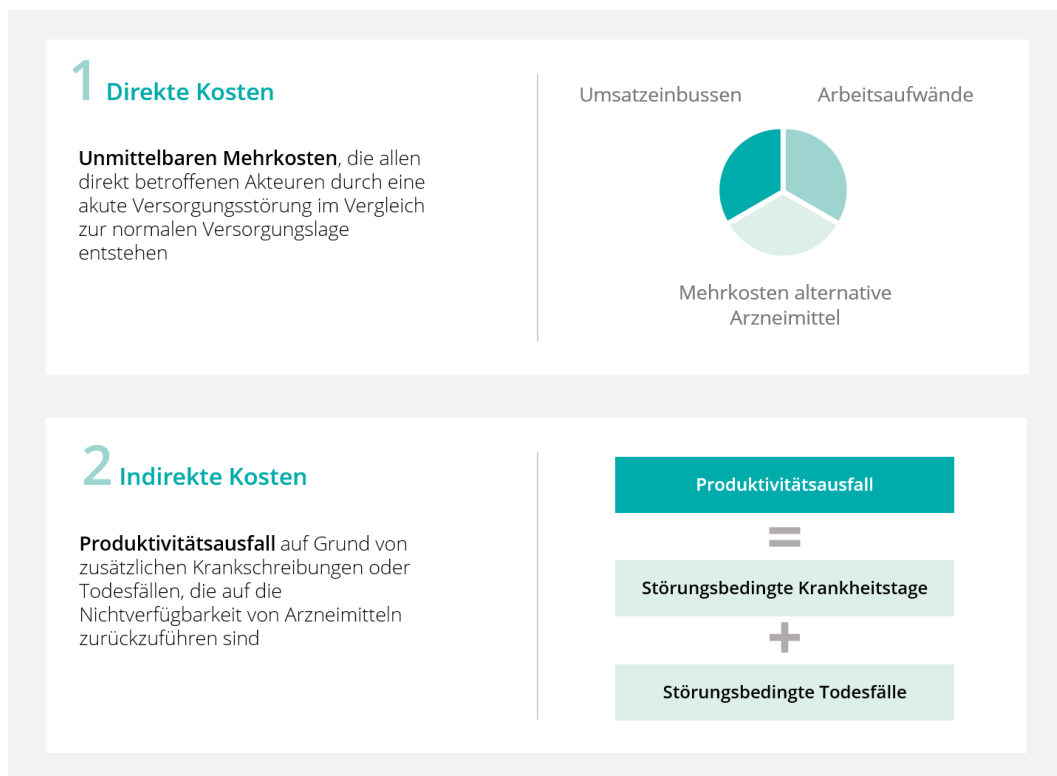 1 Direkte Kosten
Unmittelbaren Mehrkosten, die allen
direkt betroffenen Akteuren durch eine
akute Versorgungsstörung im Vergleich
zur normalen Versorgungslage
entstehen
Umsatzeinbussen
Arbeitsaufwände
Mehrkosten alternative
Arzneimittel
2 Indirekte Kosten
Produktivitätsausfall auf Grund von
zusätzlichen Krankschreibungen oder
Todesfällen, die auf die
Nichtverfügbarkeit von Arzneimitteln
zurückzuführen sind
Produktivitätsausfall
=
Störungsbedingte Krankheitstage
+
Störungsbedingte Todesfälle